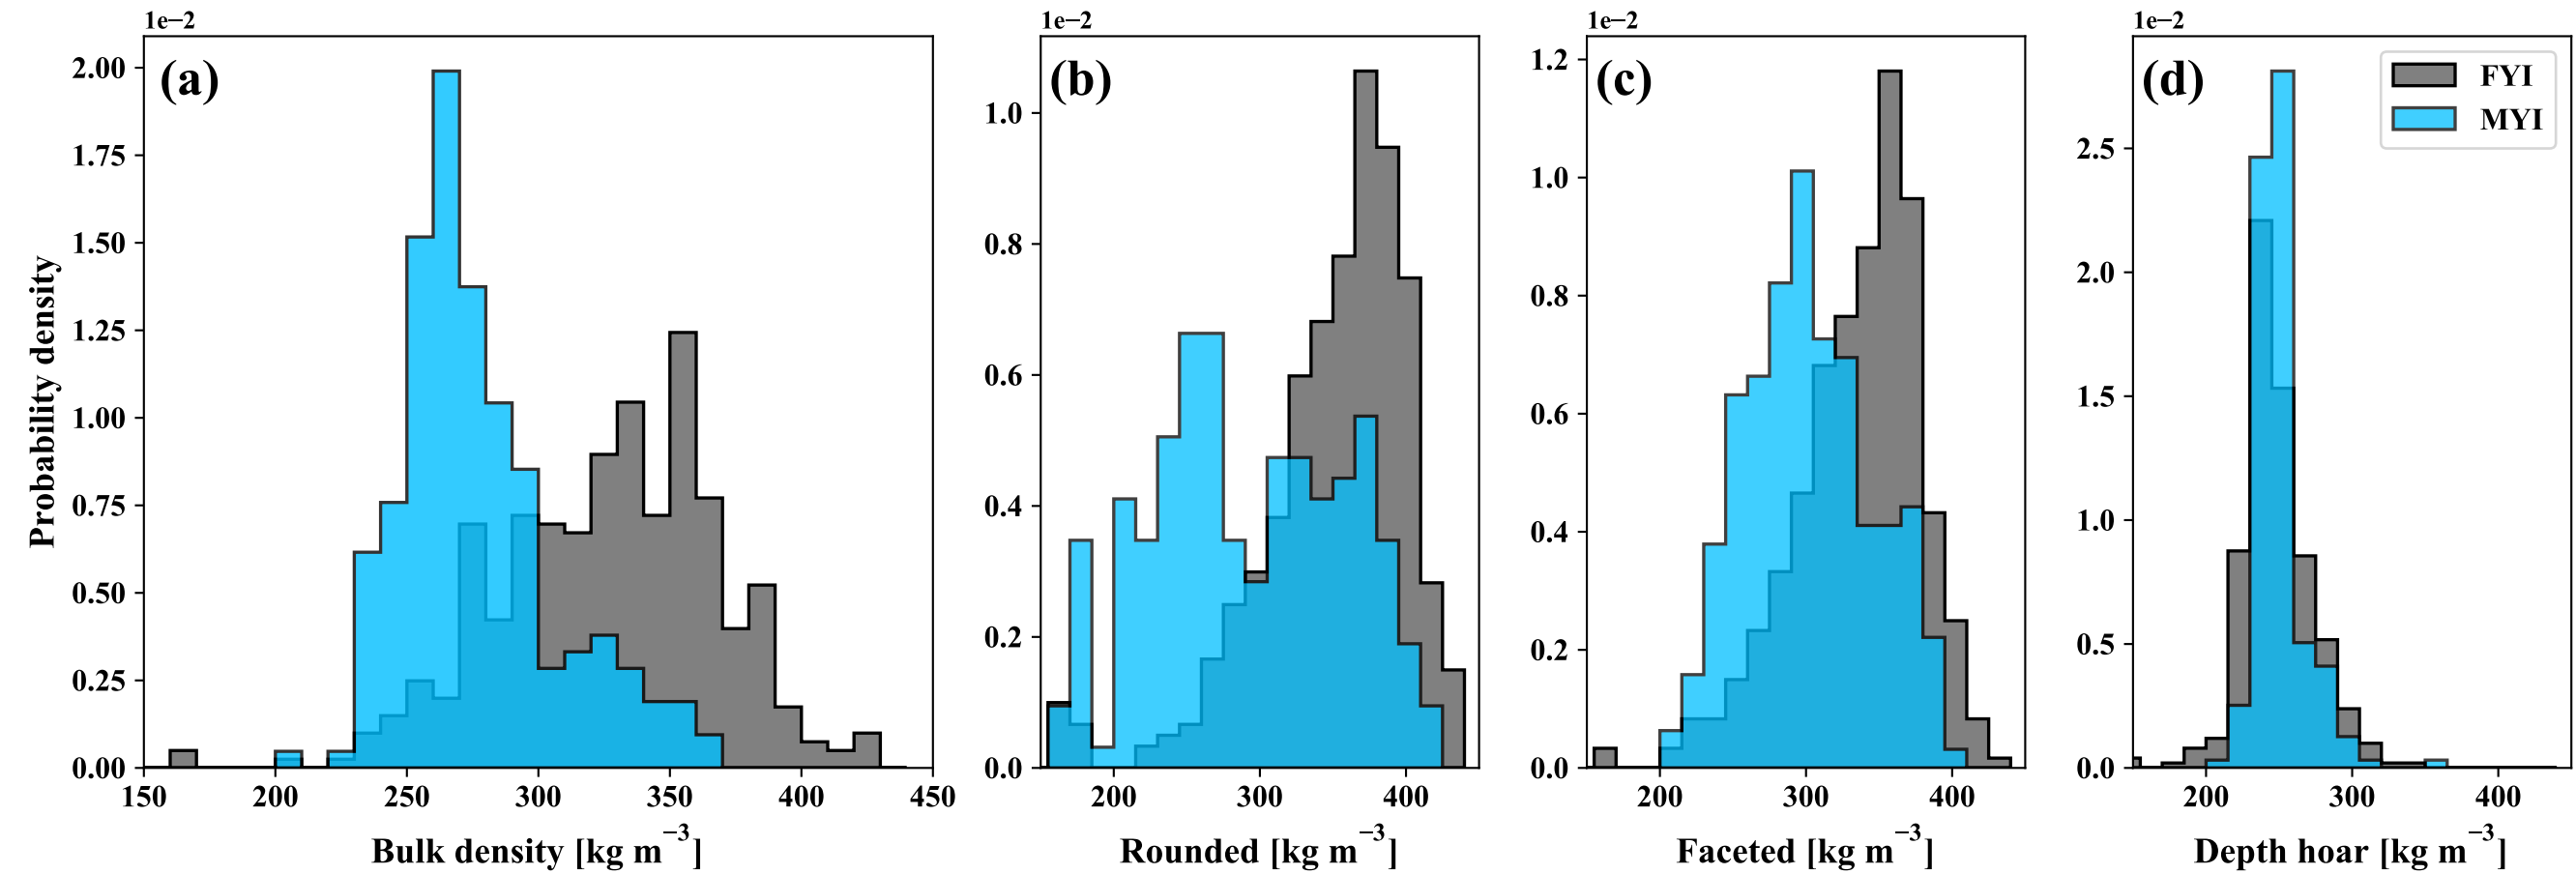 1e−2
(a)
2.00
1.75
1.50
1.25
1.00
0.75
0.50
0.25
0.00
Probability density
150 200 250 300 350 400 450
Bulk density [kg m⁻³]
1e−2
(b)
1.0
0.8
0.6
0.4
0.2
0.0
200 300 400
Rounded [kg m⁻³]
1e−2
(c)
1.2
1.0
0.8
0.6
0.4
0.2
0.0
200 300 400
Faceted [kg m⁻³]
1e−2
(d)
FYI
MYI
2.5
2.0
1.5
1.0
0.5
0.0
200 300 400
Depth hoar [kg m⁻³]